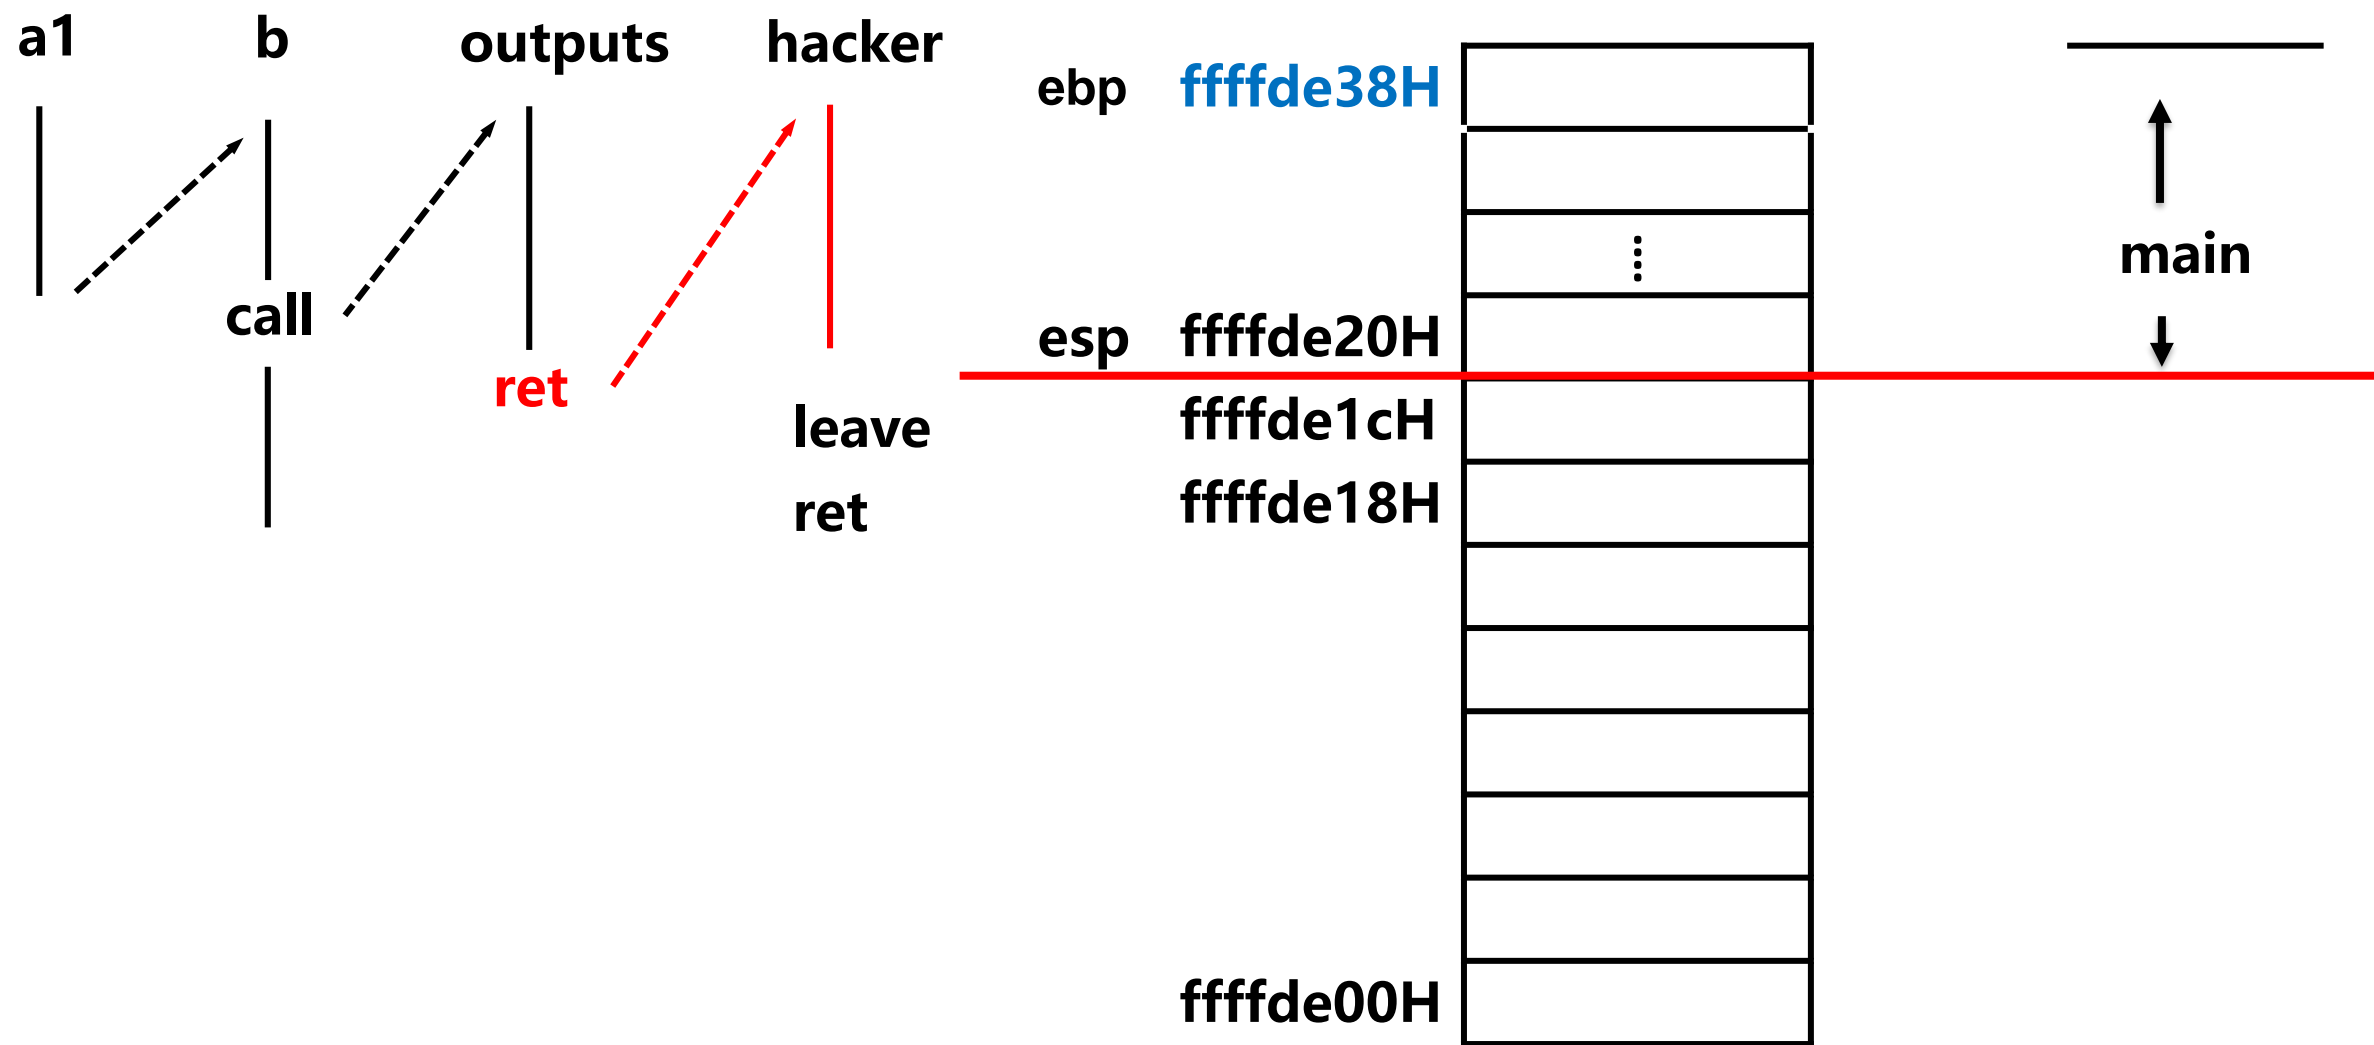 a1 b outputs hacker
call
ret
leave
ret
ebp ffffde38H
main
esp ffffde20H
ffffde1cH
ffffde18H
ffffde00H